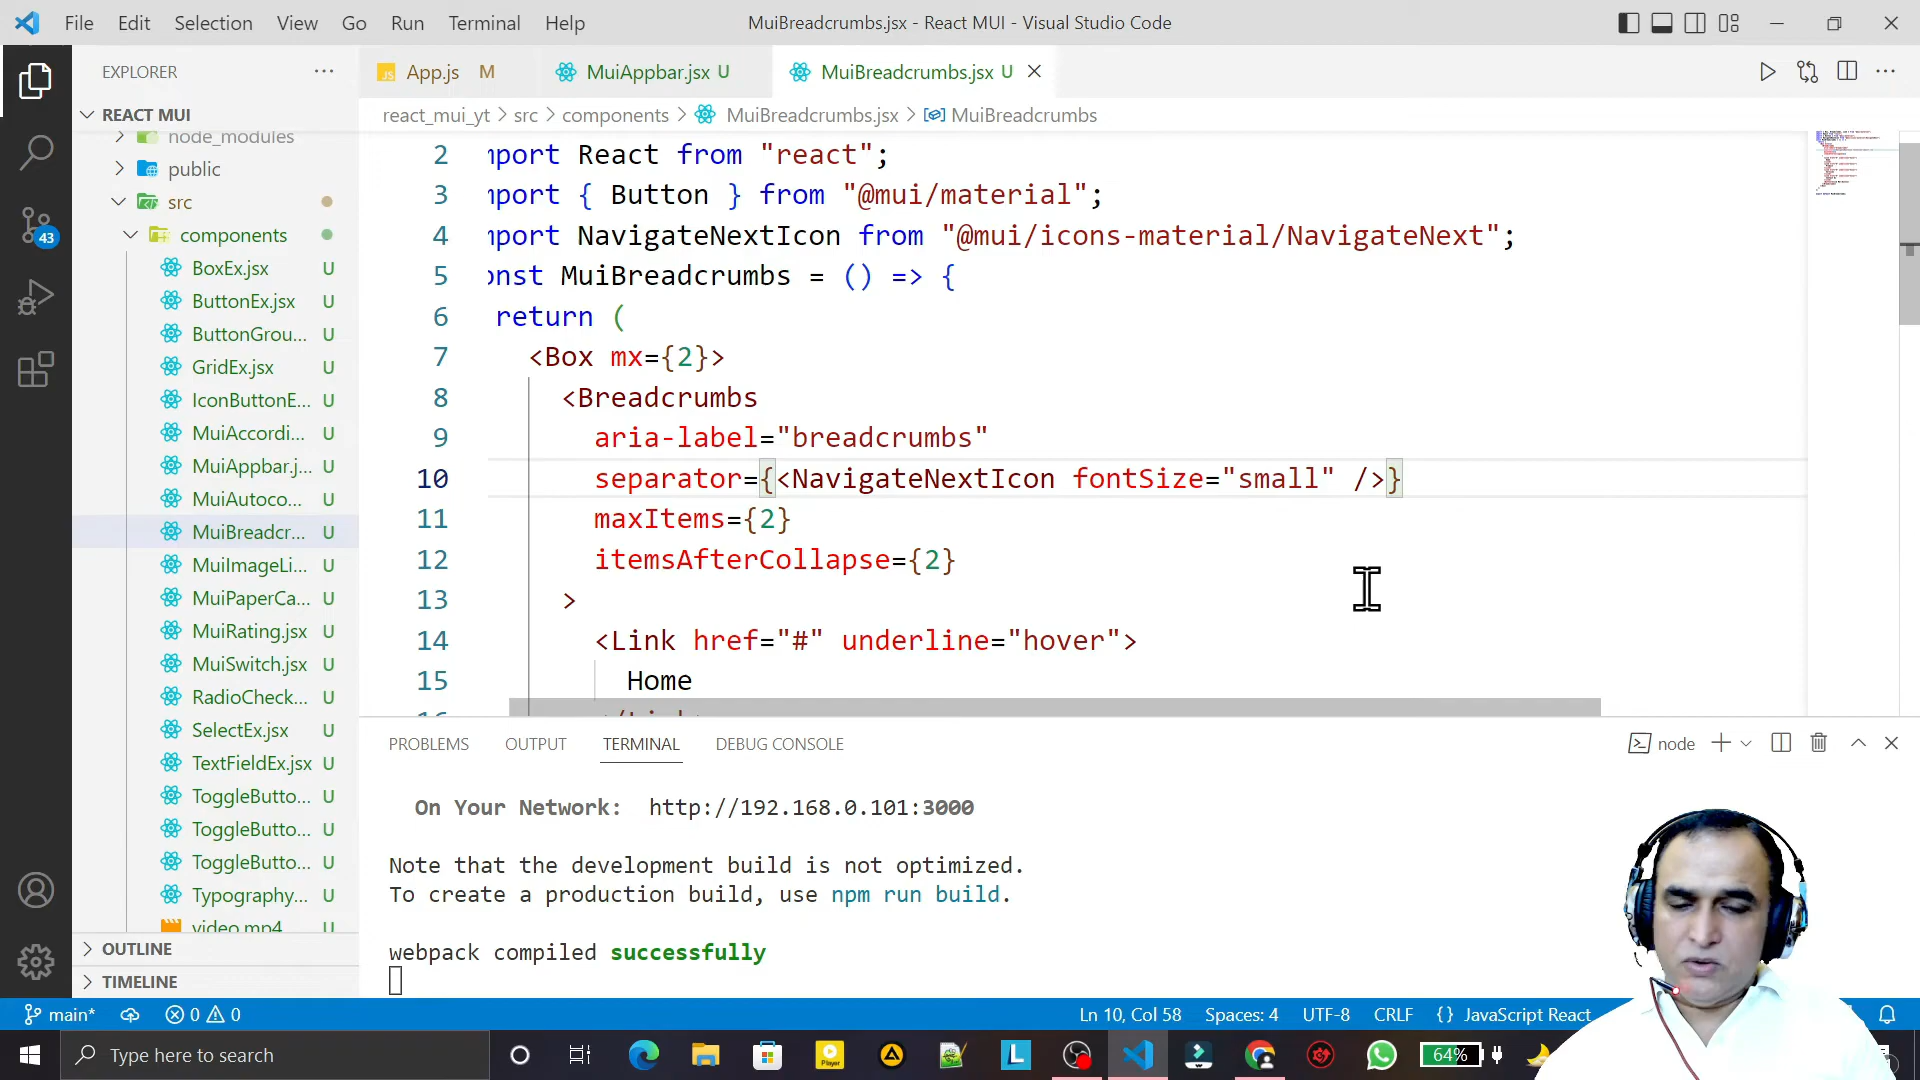 File Edit Selection View Go Run Terminal Help
MuiBreadcrumbs.jsx - React MUI - Visual Studio Code
EXPLORER
App.js M
MuiAppbar.jsx U
MuiBreadcrumbs.jsx U
REACT MUI
react_mui_yt > src > components > MuiBreadcrumbs.jsx > MuiBreadcrumbs
node_modules
public
src
components
BoxEx.jsx U
ButtonEx.jsx U
ButtonGrou... U
GridEx.jsx U
IconButtonE... U
MuiAccordi... U
MuiAppbar.j... U
MuiAutoco... U
MuiBreadcr... U
MuiImageLi... U
MuiPaperCa... U
MuiRating.jsx U
MuiSwitch.jsx U
RadioCheck... U
SelectEx.jsx U
TextFieldEx.jsx U
ToggleButto... U
ToggleButto... U
ToggleButto... U
Typography... U
video.mp4 U
OUTLINE
TIMELINE
43
2 mport React from "react";
3 mport { Button } from "@mui/material";
4 mport NavigateNextIcon from "@mui/icons-material/NavigateNext";
5 onst MuiBreadcrumbs = () => {
6 return (
7 <Box mx={2}>
8 <Breadcrumbs
9 aria-label="breadcrumbs"
10 separator={<NavigateNextIcon fontSize="small" />}
11 maxItems={2}
12 itemsAfterCollapse={2}
13 >
14 <Link href="#" underline="hover">
15 Home
16 </Link>
PROBLEMS OUTPUT TERMINAL DEBUG CONSOLE
node
On Your Network: http://192.168.0.101:3000
Note that the development build is not optimized.
To create a production build, use npm run build.
webpack compiled successfully
main* 0 0
Ln 10, Col 58 Spaces: 4 UTF-8 CRLF {} JavaScript React
Type here to search
Player
L
64%